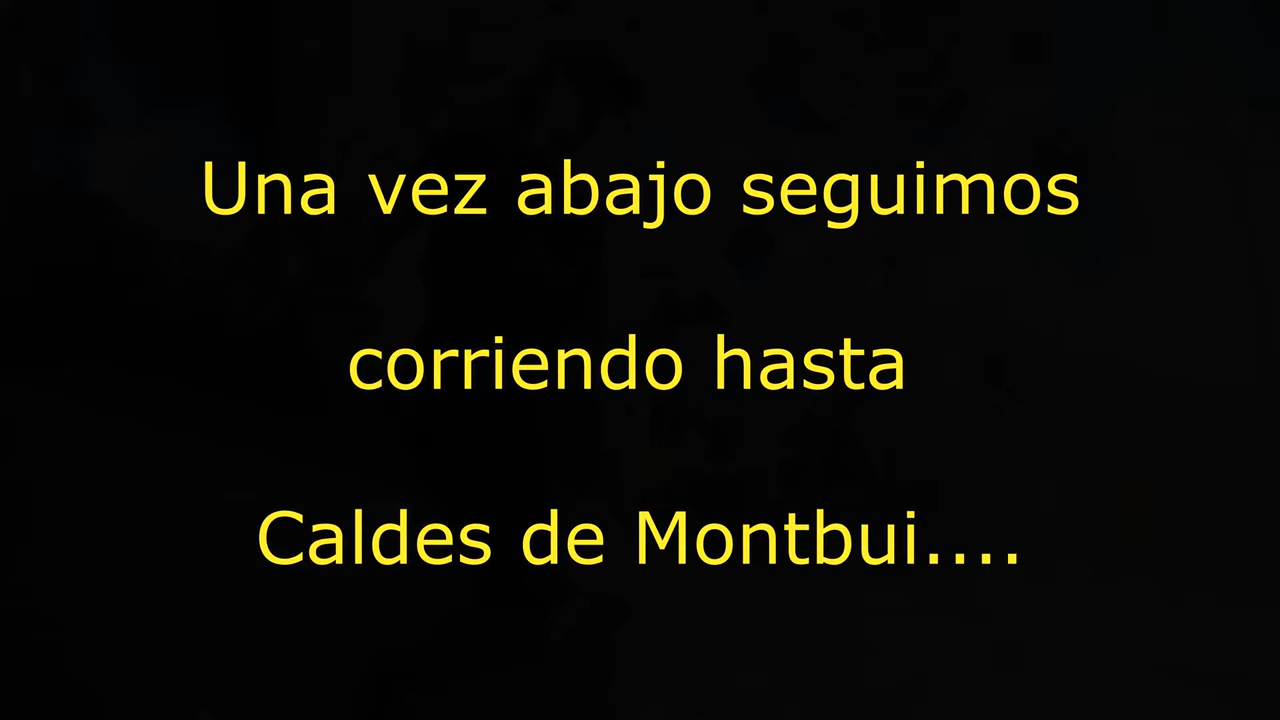 Una vez abajo seguimos
corriendo hasta
Caldes de Montbui....